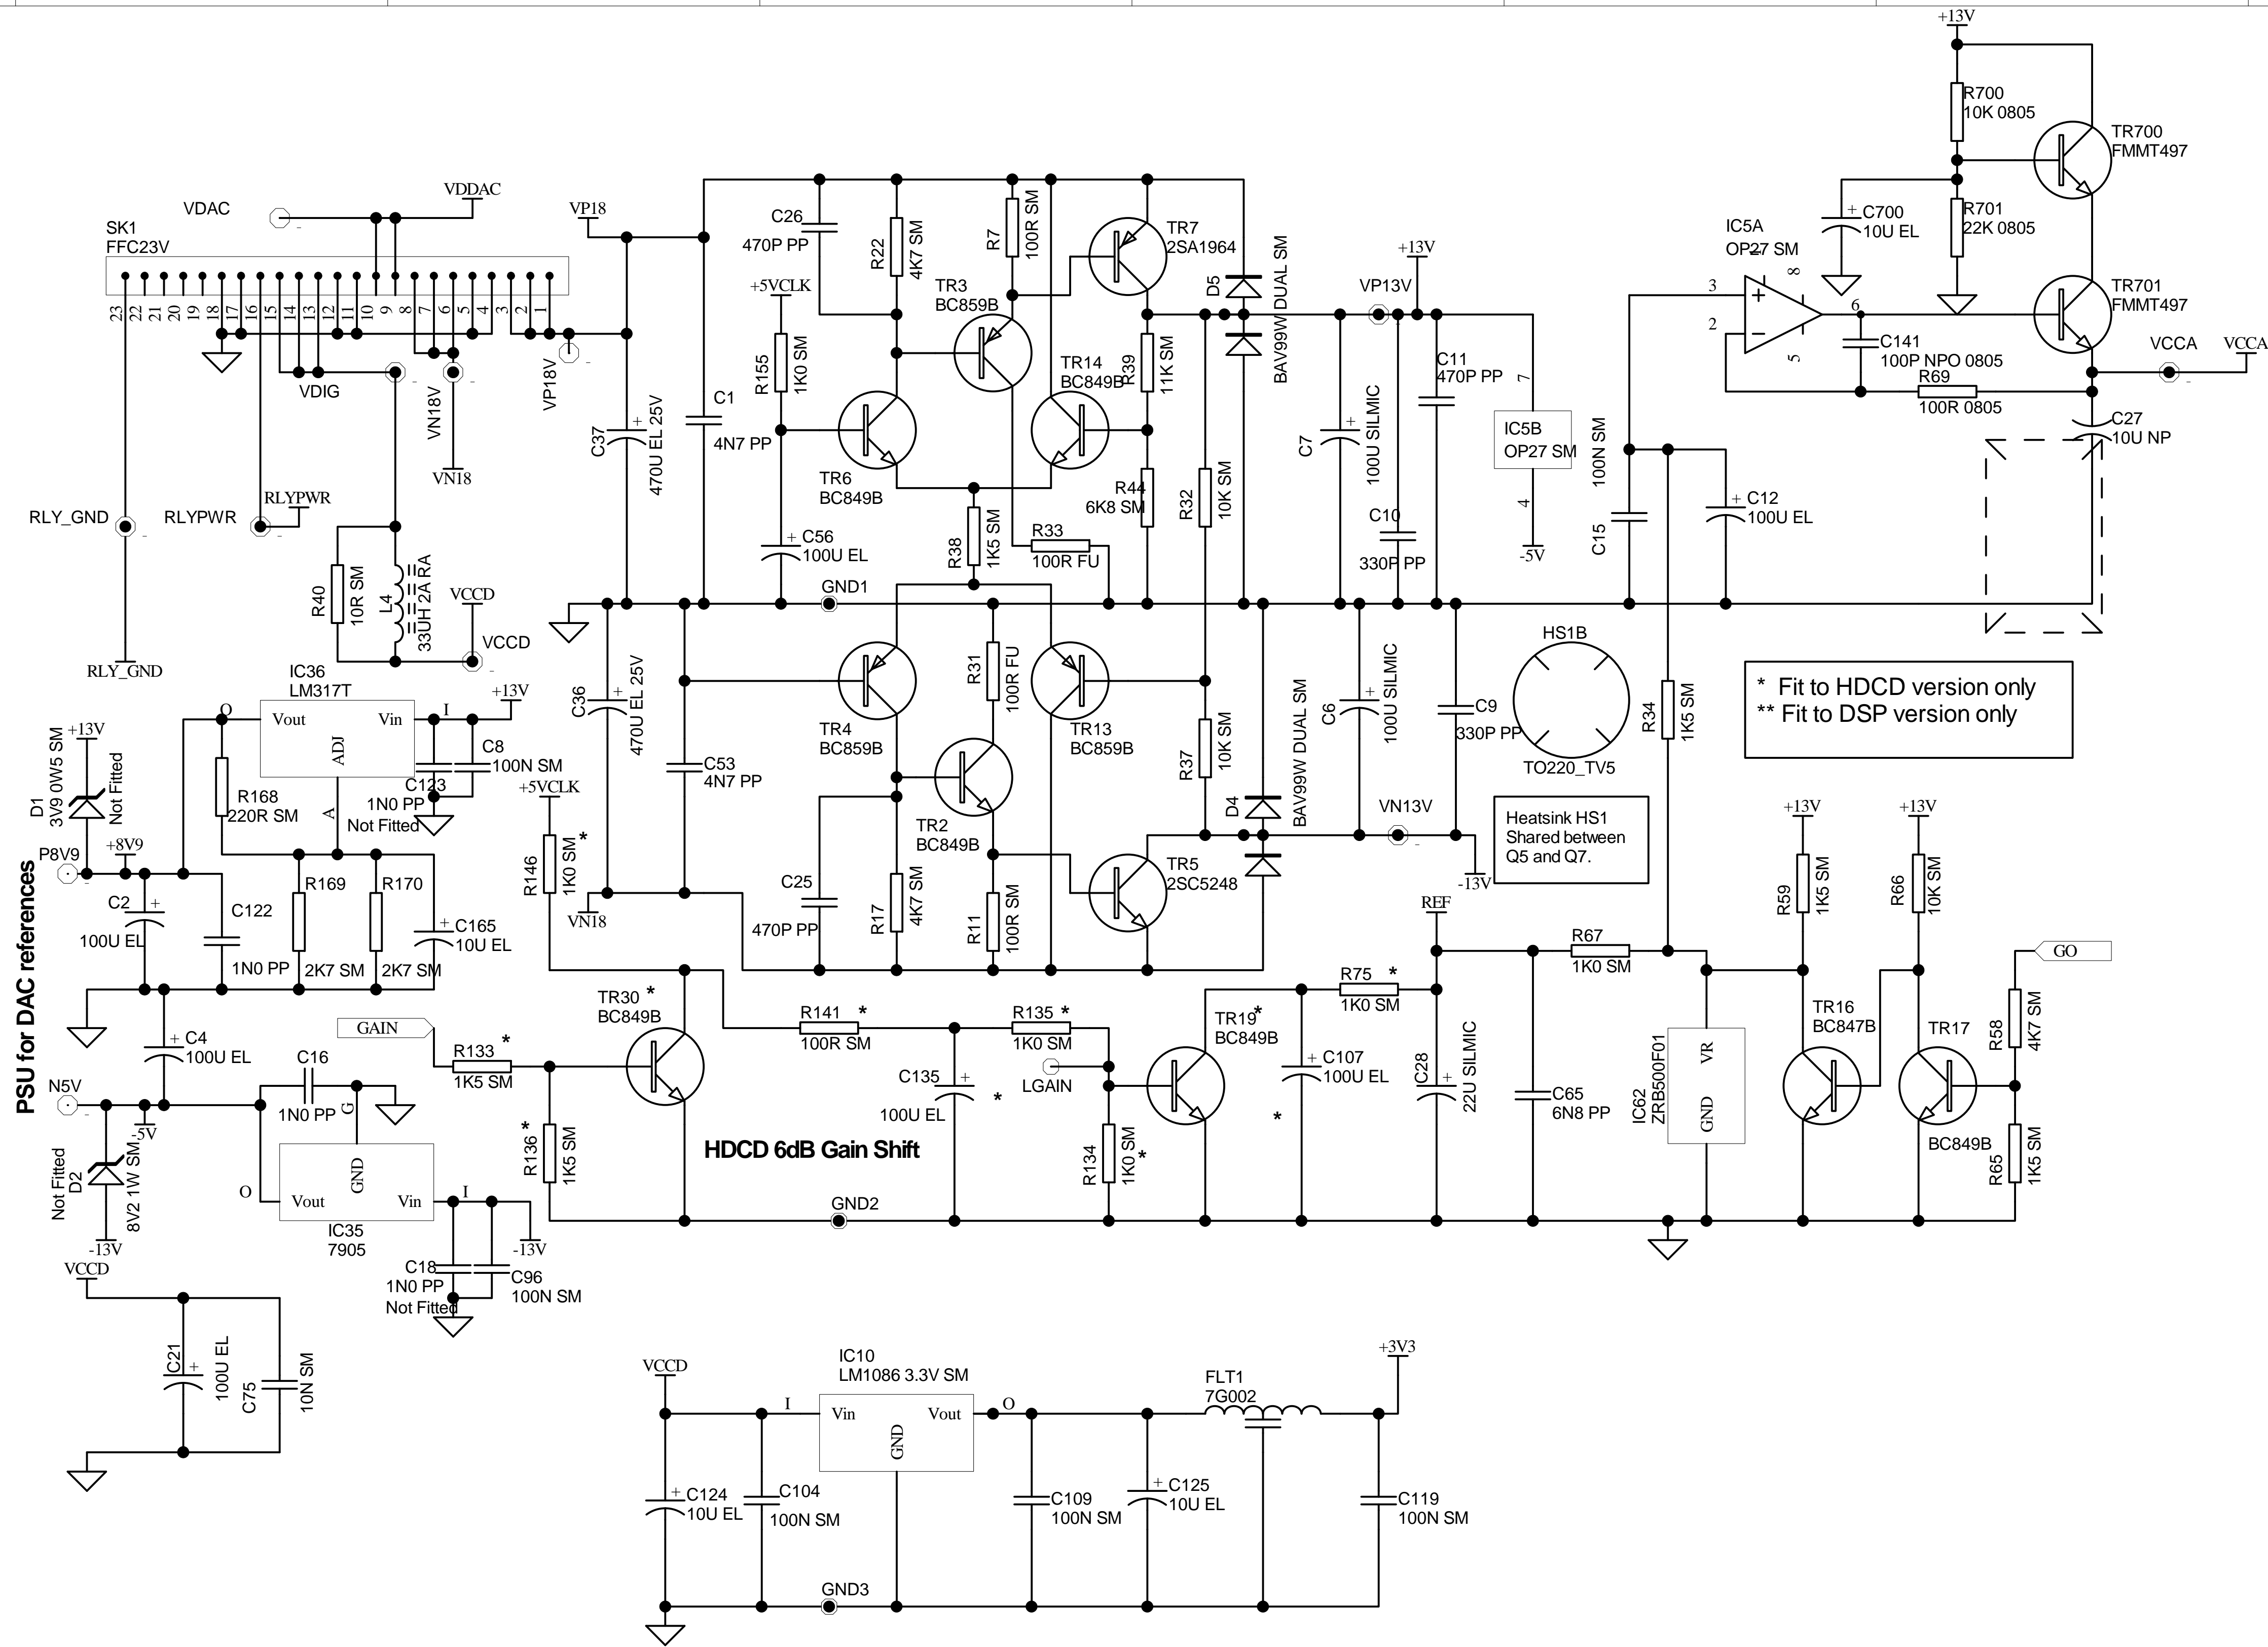 +13V
R700
10K 0805
TR700
FMMT497
VDAC
VDDAC
SK1
FFC23V
VP18
C26
470P PP
R22
4K7 SM
R7
100R SM
TR7
2SA1964
IC5A
OP27 SM
+
C700
10U EL
R701
22K 0805
23
22
21
20
19
18
17
16
15
14
13
12
11
10
9
8
7
6
5
4
3
2
1
+5VCLK
TR3
BC859B
D5
BAV99W DUAL SM
VP13V
+13V
3
2
+
−
8
5
6
TR701
FMMT497
C141
100P NPO 0805
VCCA
VCCA
VDIG
VN18V
VP18V
R155
1K0 SM
TR14
BC849B
R39
11K SM
C11
470P PP
7
R69
100R 0805
C1
4N7 PP
C37
+
470U EL 25V
C7
+
100U SILMIC
IC5B
OP27 SM
100N SM
C27
10U NP
VN18
TR6
BC849B
R44
6K8 SM
R32
10K SM
4
RLYPWR
RLY_GND
RLYPWR
+
C56
100U EL
R38
1K5 SM
R33
100R FU
C10
330P PP
-5V
C15
+
C12
100U EL
R40
10R SM
L4
33UH 2A RA
VCCD
GND1
VCCD
RLY_GND
HS1B
TO220_TV5
* Fit to HDCD version only
** Fit to DSP version only
IC36
LM317T
+13V
O
Vout
Vin
I
ADJ
A
C36
+
470U EL 25V
TR4
BC859B
R31
100R FU
TR13
BC859B
R37
10K SM
C6
+
100U SILMIC
C9
330P PP
R34
1K5 SM
+13V
D1
3V9 0W5 SM
Not Fitted
R168
220R SM
C8
100N SM
C123
1N0 PP
Not Fitted
+5VCLK
C53
4N7 PP
TR2
BC849B
D4
BAV99W DUAL SM
VN13V
-13V
Heatsink HS1
Shared between
Q5 and Q7.
+13V
+13V
P8V9
+8V9
R146
1K0 SM
*
TR5
2SC5248
R59
1K5 SM
R66
10K SM
PSU for DAC references
C2
+
100U EL
C122
1N0 PP
R169
2K7 SM
R170
2K7 SM
+
C165
10U EL
VN18
C25
470P PP
R17
4K7 SM
R11
100R SM
REF
R67
1K0 SM
GO
+
C4
100U EL
GAIN
R133
*
1K5 SM
TR30 *
BC849B
R141
*
100R SM
R135 *
1K0 SM
LGAIN
TR19
*
BC849B
R75
*
1K0 SM
TR16
BC847B
TR17
BC849B
R58
4K7 SM
N5V
-5V
C16
1N0 PP
G
C135
+
100U EL
*
+
C107
100U EL
*
C28
+
22U SILMIC
C65
6N8 PP
IC62
ZRB500F01
VR
GND
R65
1K5 SM
Not Fitted
D2
8V2 1W SM
-13V
R136
*
1K5 SM
HDCD 6dB Gain Shift
R134
1K0 SM
*
O
Vout
GND
Vin
I
IC35
7905
-13V
GND2
VCCD
C18
1N0 PP
Not Fitted
C96
100N SM
C21
+
100U EL
C75
10N SM
VCCD
IC10
LM1086 3.3V SM
I
Vin
Vout
O
GND
FLT1
7G002
+3V3
+
C124
10U EL
C104
100N SM
C109
100N SM
+
C125
10U EL
C119
100N SM
GND3